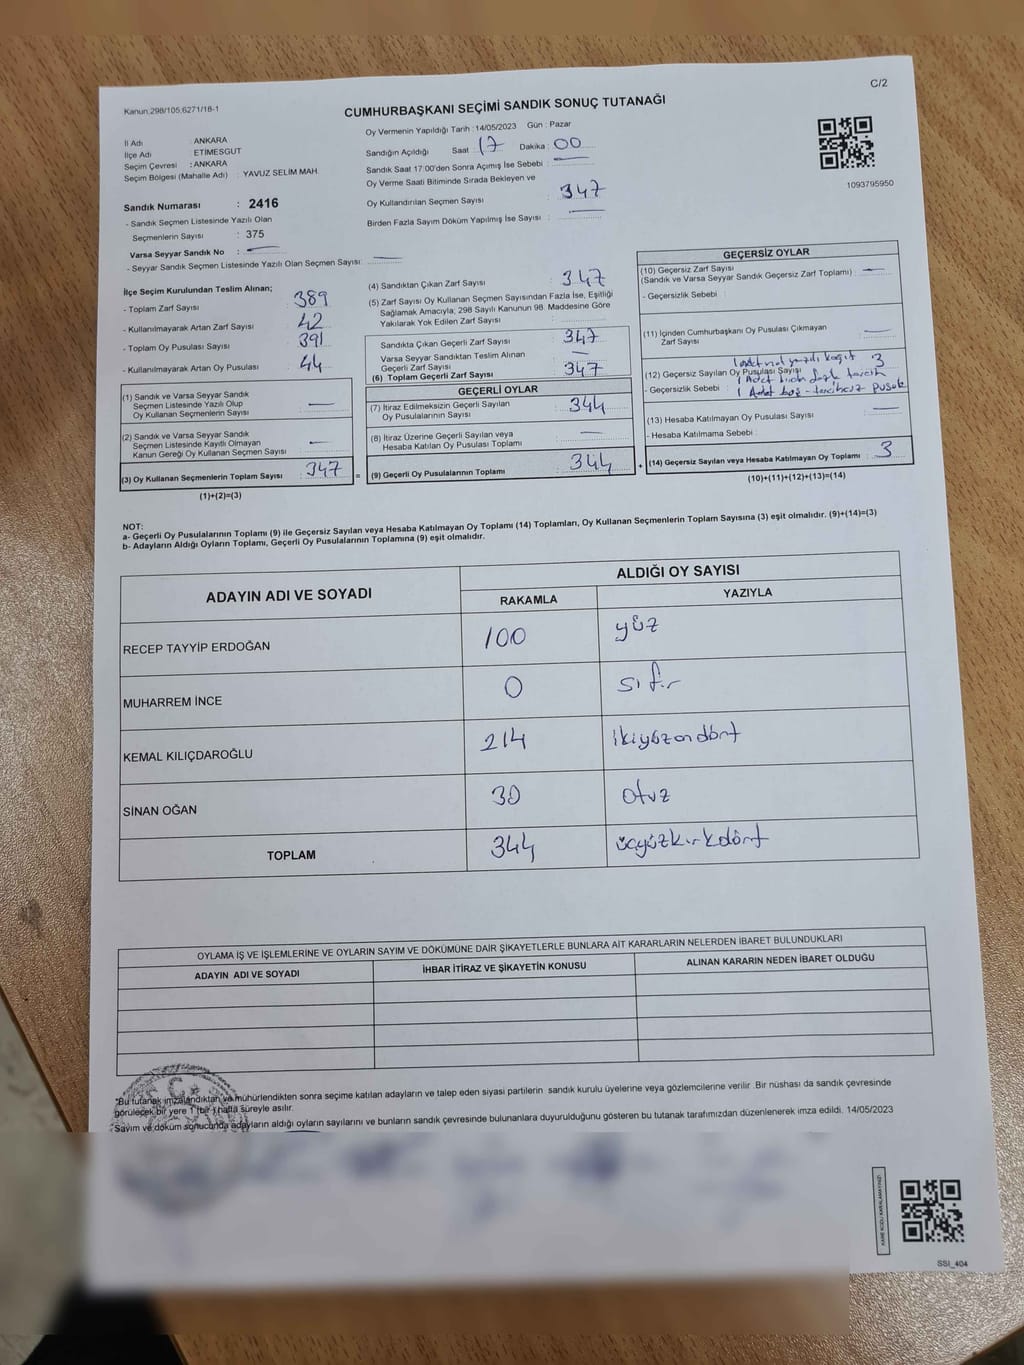 C/2
Kanun:298/105;6271/18-1
CUMHURBAŞKANI SEÇİMİ SANDIK SONUÇ TUTANAĞI
İl Adı : ANKARA
İlçe Adı : ETİMESGUT
Seçim Çevresi : ANKARA
Seçim Bölgesi (Mahalle Adı) : YAVUZ SELİM MAH.
Sandık Numarası : 2416
- Sandık Seçmen Listesinde Yazılı Olan
Seçmenlerin Sayısı : 375
Varsa Seyyar Sandık No : —
- Seyyar Sandık Seçmen Listesinde Yazılı Olan Seçmen Sayısı : —
Oy Vermenin Yapıldığı Tarih : 14/05/2023 Gün : Pazar
Sandığın Açıldığı Saat : 17 Dakika : 00
Sandık Saat 17:00'den Sonra Açılmış İse Sebebi : —
Oy Verme Saati Bitiminde Sırada Bekleyen ve
Oy Kullandırılan Seçmen Sayısı : 347
Birden Fazla Sayım Döküm Yapılmış İse Sayısı : —
1093795950
İlçe Seçim Kurulundan Teslim Alınan;
- Toplam Zarf Sayısı : 389
- Kullanılmayarak Artan Zarf Sayısı : 42
- Toplam Oy Pusulası Sayısı : 391
- Kullanılmayarak Artan Oy Pusulası : 44
(1) Sandık ve Varsa Seyyar Sandık
Seçmen Listesinde Yazılı Olup
Oy Kullanan Seçmenlerin Sayısı : —
(2) Sandık ve Varsa Seyyar Sandık
Seçmen Listesinde Kayıtlı Olmayan
Kanun Gereği Oy Kullanan Seçmen Sayısı : —
(3) Oy Kullanan Seçmenlerin Toplam Sayısı : 347
(1)+(2)=(3)
(4) Sandıktan Çıkan Zarf Sayısı : 347
(5) Zarf Sayısı Oy Kullanan Seçmen Sayısından Fazla İse, Eşitliği
Sağlamak Amacıyla; 298 Sayılı Kanunun 98. Maddesine Göre
Yakılarak Yok Edilen Zarf Sayısı :
Sandıkta Çıkan Geçerli Zarf Sayısı : 347
Varsa Seyyar Sandıktan Teslim Alınan
Geçerli Zarf Sayısı : —
(6) Toplam Geçerli Zarf Sayısı : 347
GEÇERLİ OYLAR
(7) İtiraz Edilmeksizin Geçerli Sayılan
Oy Pusulalarının Sayısı : 344
(8) İtiraz Üzerine Geçerli Sayılan veya
Hesaba Katılan Oy Pusulası Toplamı : —
= (9) Geçerli Oy Pusulalarının Toplamı : 344
GEÇERSİZ OYLAR
(10) Geçersiz Zarf Sayısı
(Sandık ve Varsa Seyyar Sandık Geçersiz Zarf Toplamı) : —
- Geçersizlik Sebebi :
(11) İçinden Cumhurbaşkanı Oy Pusulası Çıkmayan
Zarf Sayısı : —
(12) Geçersiz Sayılan Oy Pusulası Sayısı : 3
- Geçersizlik Sebebi : 1 Adet
1 Adet boş
(13) Hesaba Katılmayan Oy Pusulası Sayısı : —
- Hesaba Katılmama Sebebi :
+ (14) Geçersiz Sayılan veya Hesaba Katılmayan Oy Toplamı : 3
(10)+(11)+(12)+(13)=(14)
NOT:
a- Geçerli Oy Pusulalarının Toplamı (9) ile Geçersiz Sayılan veya Hesaba Katılmayan Oy Toplamı (14) Toplamları, Oy Kullanan Seçmenlerin Toplam Sayısına (3) eşit olmalıdır. (9)+(14)=(3)
b- Adayların Aldığı Oyların Toplamı, Geçerli Oy Pusulalarının Toplamına (9) eşit olmalıdır.
ADAYIN ADI VE SOYADI ALDIĞI OY SAYISI
RAKAMLA YAZIYLA
RECEP TAYYİP ERDOĞAN 100 yüz
MUHARREM İNCE 0 sıfır
KEMAL KILIÇDAROĞLU 214 ikiyüzondört
SİNAN OĞAN 30 otuz
TOPLAM 344 üçyüzkırkdört
OYLAMA İŞ VE İŞLEMLERİNE VE OYLARIN SAYIM VE DÖKÜMÜNE DAİR ŞİKAYETLERLE BUNLARA AİT KARARLARIN NELERDEN İBARET BULUNDUKLARI
ADAYIN ADI VE SOYADI İHBAR İTİRAZ VE ŞİKAYETİN KONUSU ALINAN KARARIN NEDEN İBARET OLDUĞU
*Bu tutanak imzalandıktan ve mühürlendikten sonra seçime katılan adayların ve talep eden siyasi partilerin sandık kurulu üyelerine veya gözlemcilerine verilir .Bir nüshası da sandık çevresinde
görülecek bir yere 1 (bir) hafta süreyle asılır.
Sayım ve döküm sonucunda adayların aldığı oyların sayılarını ve bunların sandık çevresinde bulunanlara duyurulduğunu gösteren bu tutanak tarafımızdan düzenlenerek imza edildi. 14/05/2023
KARE KODU KARALAMAYINIZ!
SSI_404